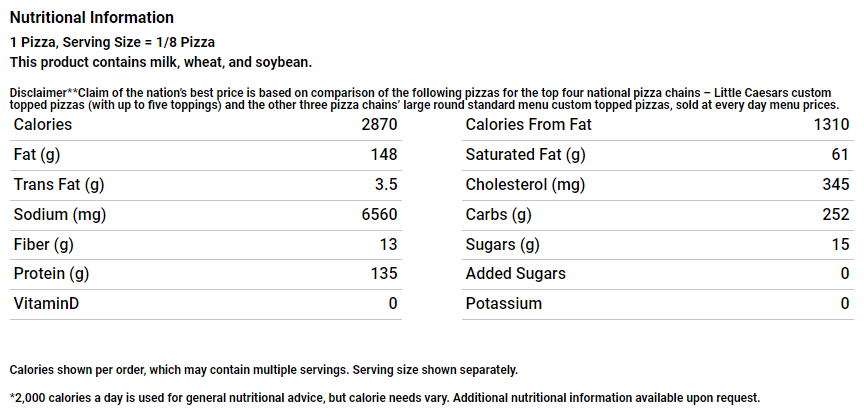 Nutritional Information
1 Pizza, Serving Size = 1/8 Pizza
This product contains milk, wheat, and soybean.
Disclaimer**Claim of the nation's best price is based on comparison of the following pizzas for the top four national pizza chains – Little Caesars custom
topped pizzas (with up to five toppings) and the other three pizza chains' large round standard menu custom topped pizzas, sold at every day menu prices.
Calories 2870 Calories From Fat 1310
Fat (g) 148 Saturated Fat (g) 61
Trans Fat (g) 3.5 Cholesterol (mg) 345
Sodium (mg) 6560 Carbs (g) 252
Fiber (g) 13 Sugars (g) 15
Protein (g) 135 Added Sugars 0
VitaminD 0 Potassium 0
Calories shown per order, which may contain multiple servings. Serving size shown separately.
*2,000 calories a day is used for general nutritional advice, but calorie needs vary. Additional nutritional information available upon request.